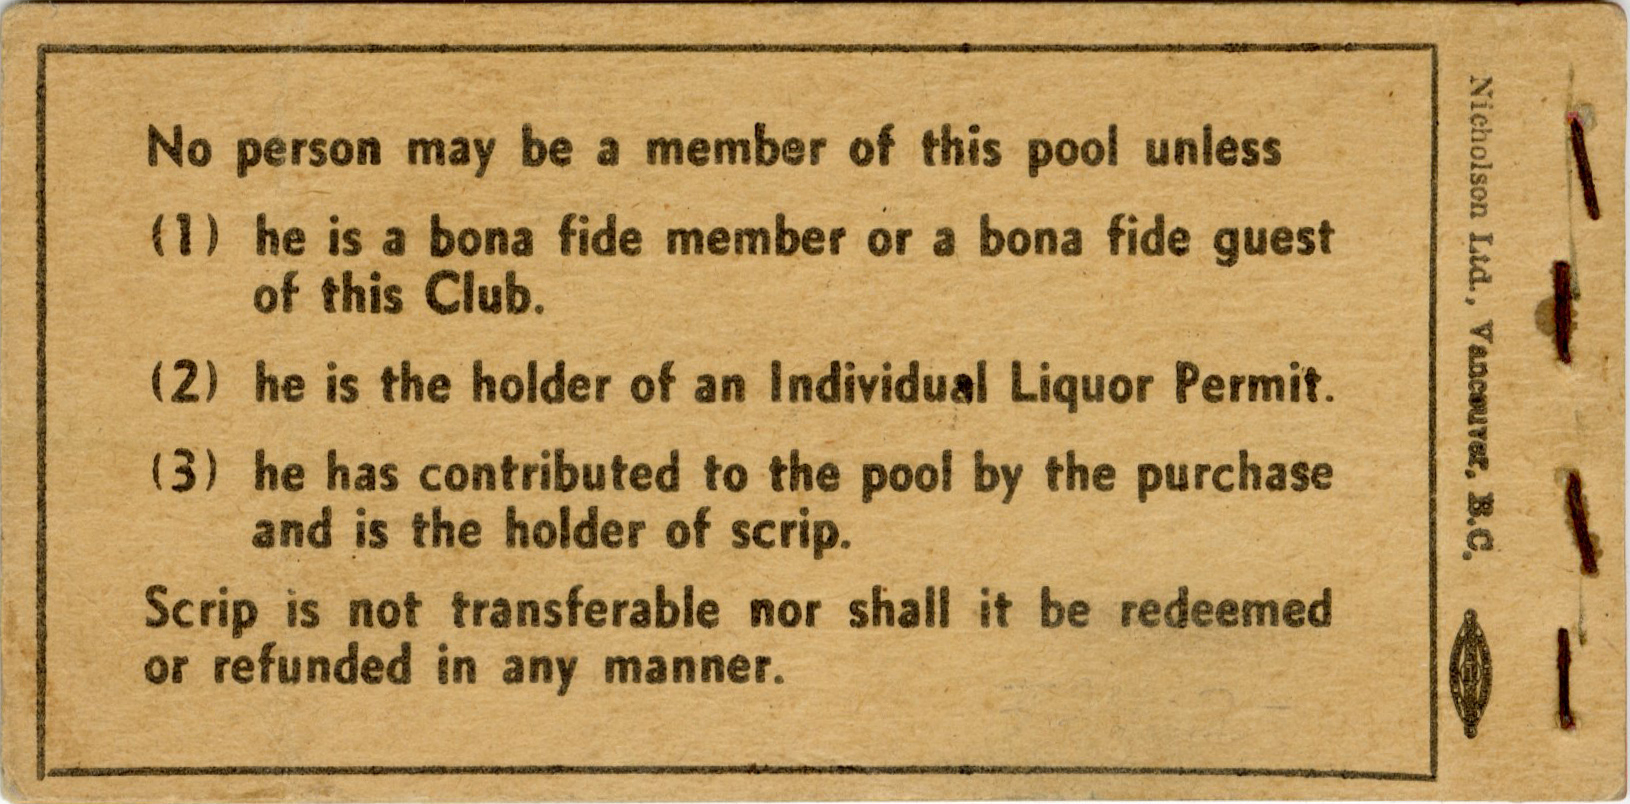 No person may be a member of this pool unless
(1) he is a bona fide member or a bona fide guest
of this Club.
(2) he is the holder of an Individual Liquor Permit.
(3) he has contributed to the pool by the purchase
and is the holder of scrip.
Scrip is not transferable nor shall it be redeemed
or refunded in any manner.
Nicholson Ltd., Vancouver, B.C.